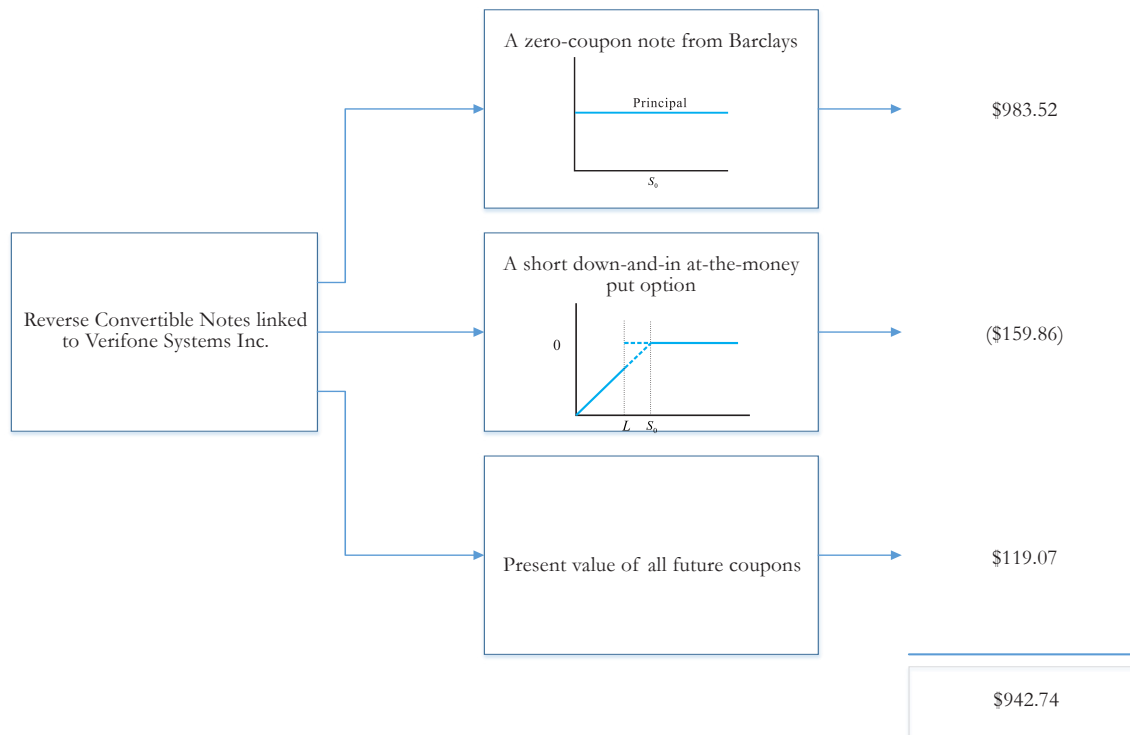 A zero-coupon note from Barclays
Principal
S₀
$983.52
Reverse Convertible Notes linked
to Verifone Systems Inc.
A short down-and-in at-the-money
put option
0
L S₀
($159.86)
Present value of all future coupons
$119.07
$942.74